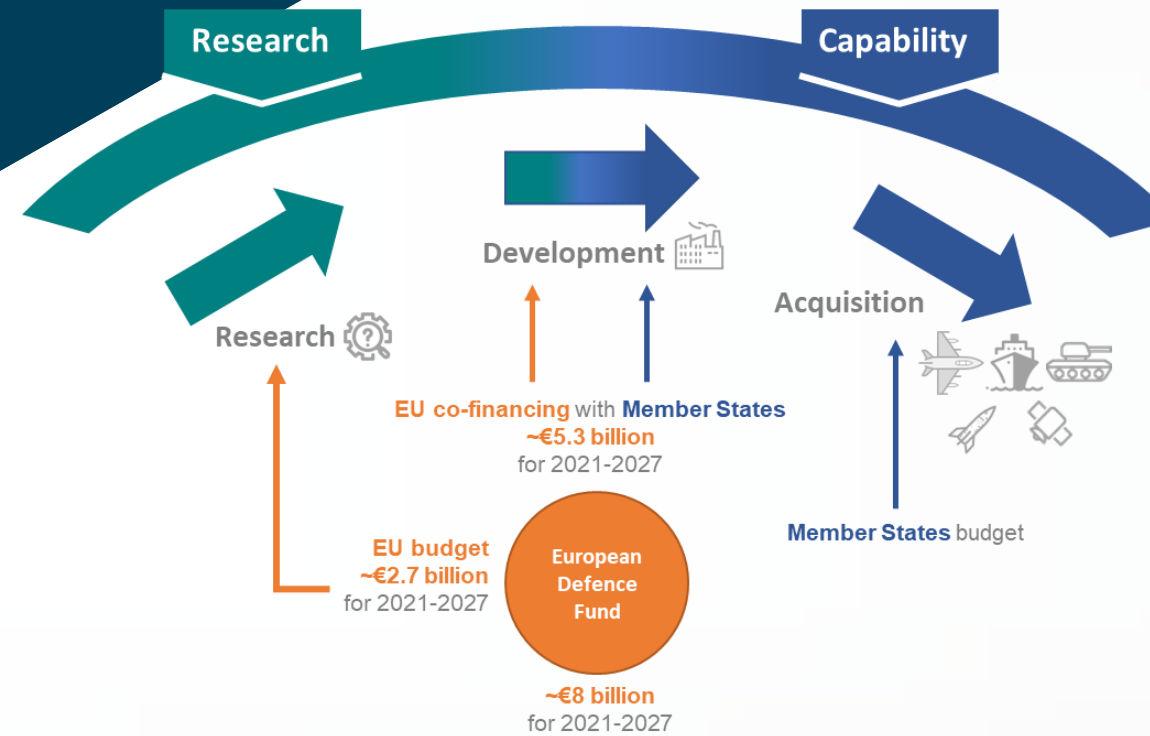 Research
Capability
Development
Acquisition
Research
?
EU co-financing with Member States
~€5.3 billion
for 2021-2027
Member States budget
EU budget
~€2.7 billion
for 2021-2027
European
Defence
Fund
~€8 billion
for 2021-2027